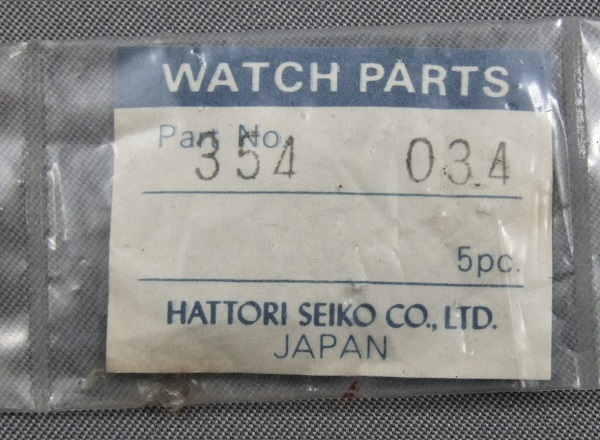 WATCH PARTS
Part No. 354 034
5pc.
HATTORI SEIKO CO., LTD.
JAPAN